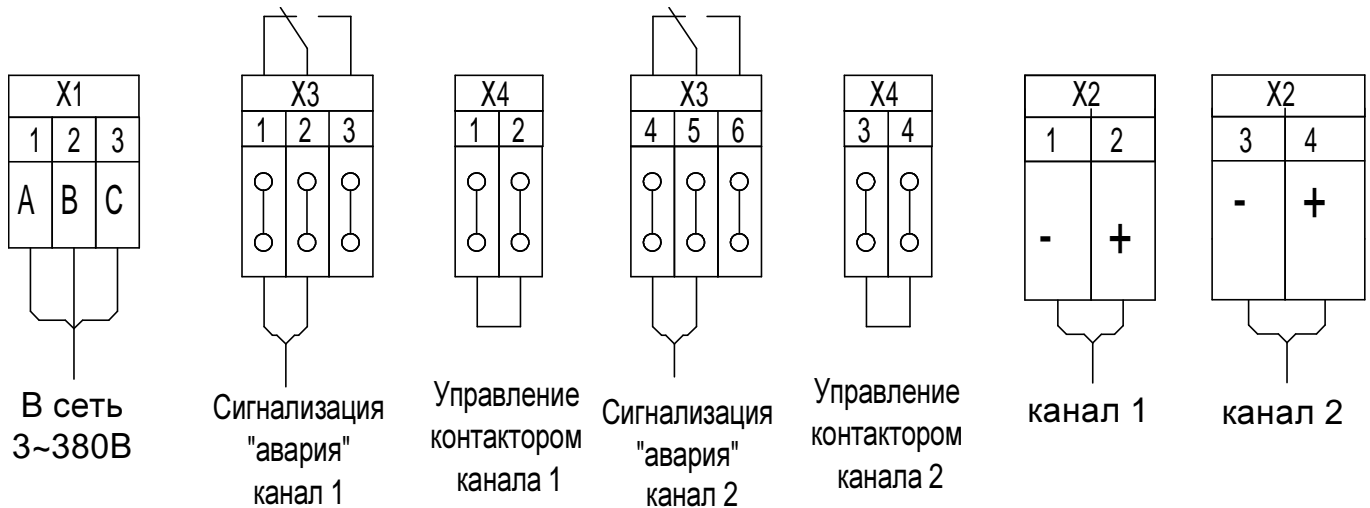 X1
1 2 3
A B C
В сеть
3~380В
X3
1 2 3
Сигнализация
"авария"
канал 1
X4
1 2
Управление
контактором
канала 1
X3
4 5 6
Сигнализация
"авария"
канал 2
X4
3 4
Управление
контактором
канала 2
X2
1 2
- +
канал 1
X2
3 4
- +
канал 2